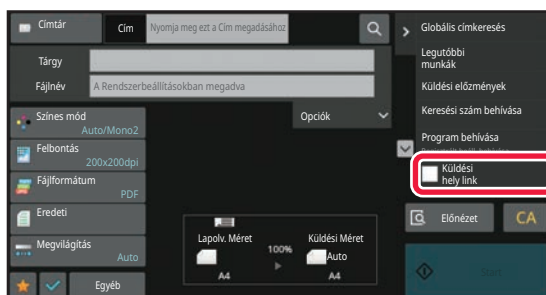 Címtár
Cím
Nyomja meg ezt a Cím megadásához
Tárgy
Fájlnév
A Rendszerbeállításokban megadva
Opciók
Színes mód
Auto/Mono2
Felbontás
200x200dpi
Fájlformátum
PDF
Eredeti
Megvilágítás
Auto
Egyéb
Lapolv. Méret
A4
100%
Küldési Méret
Auto
A4
Globális címkeresés
Legutóbbi
munkák
Küldési előzmények
Keresési szám behívása
Program behívása
Küldési
hely link
Előnézet
CA
Start